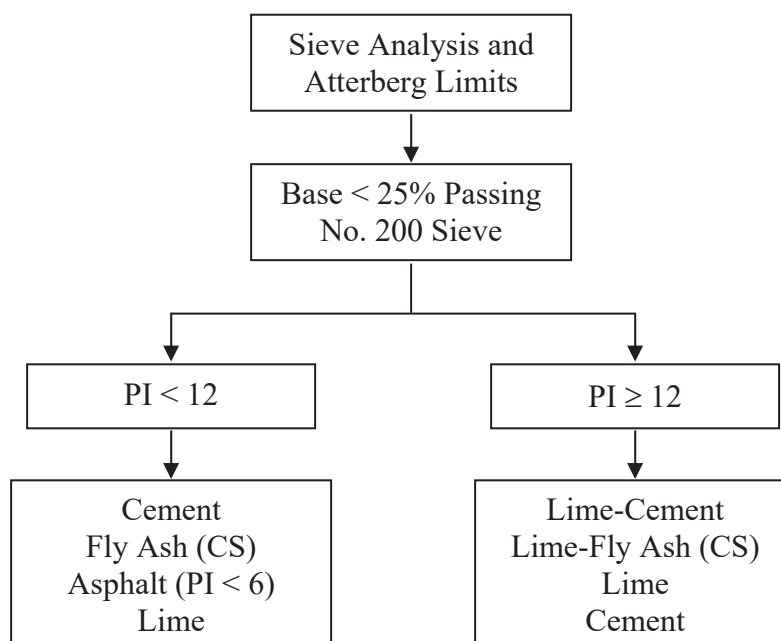 Sieve Analysis and
Atterberg Limits
Base < 25% Passing
No. 200 Sieve
PI < 12
PI ≥ 12
Cement
Fly Ash (CS)
Asphalt (PI < 6)
Lime
Lime-Cement
Lime-Fly Ash (CS)
Lime
Cement